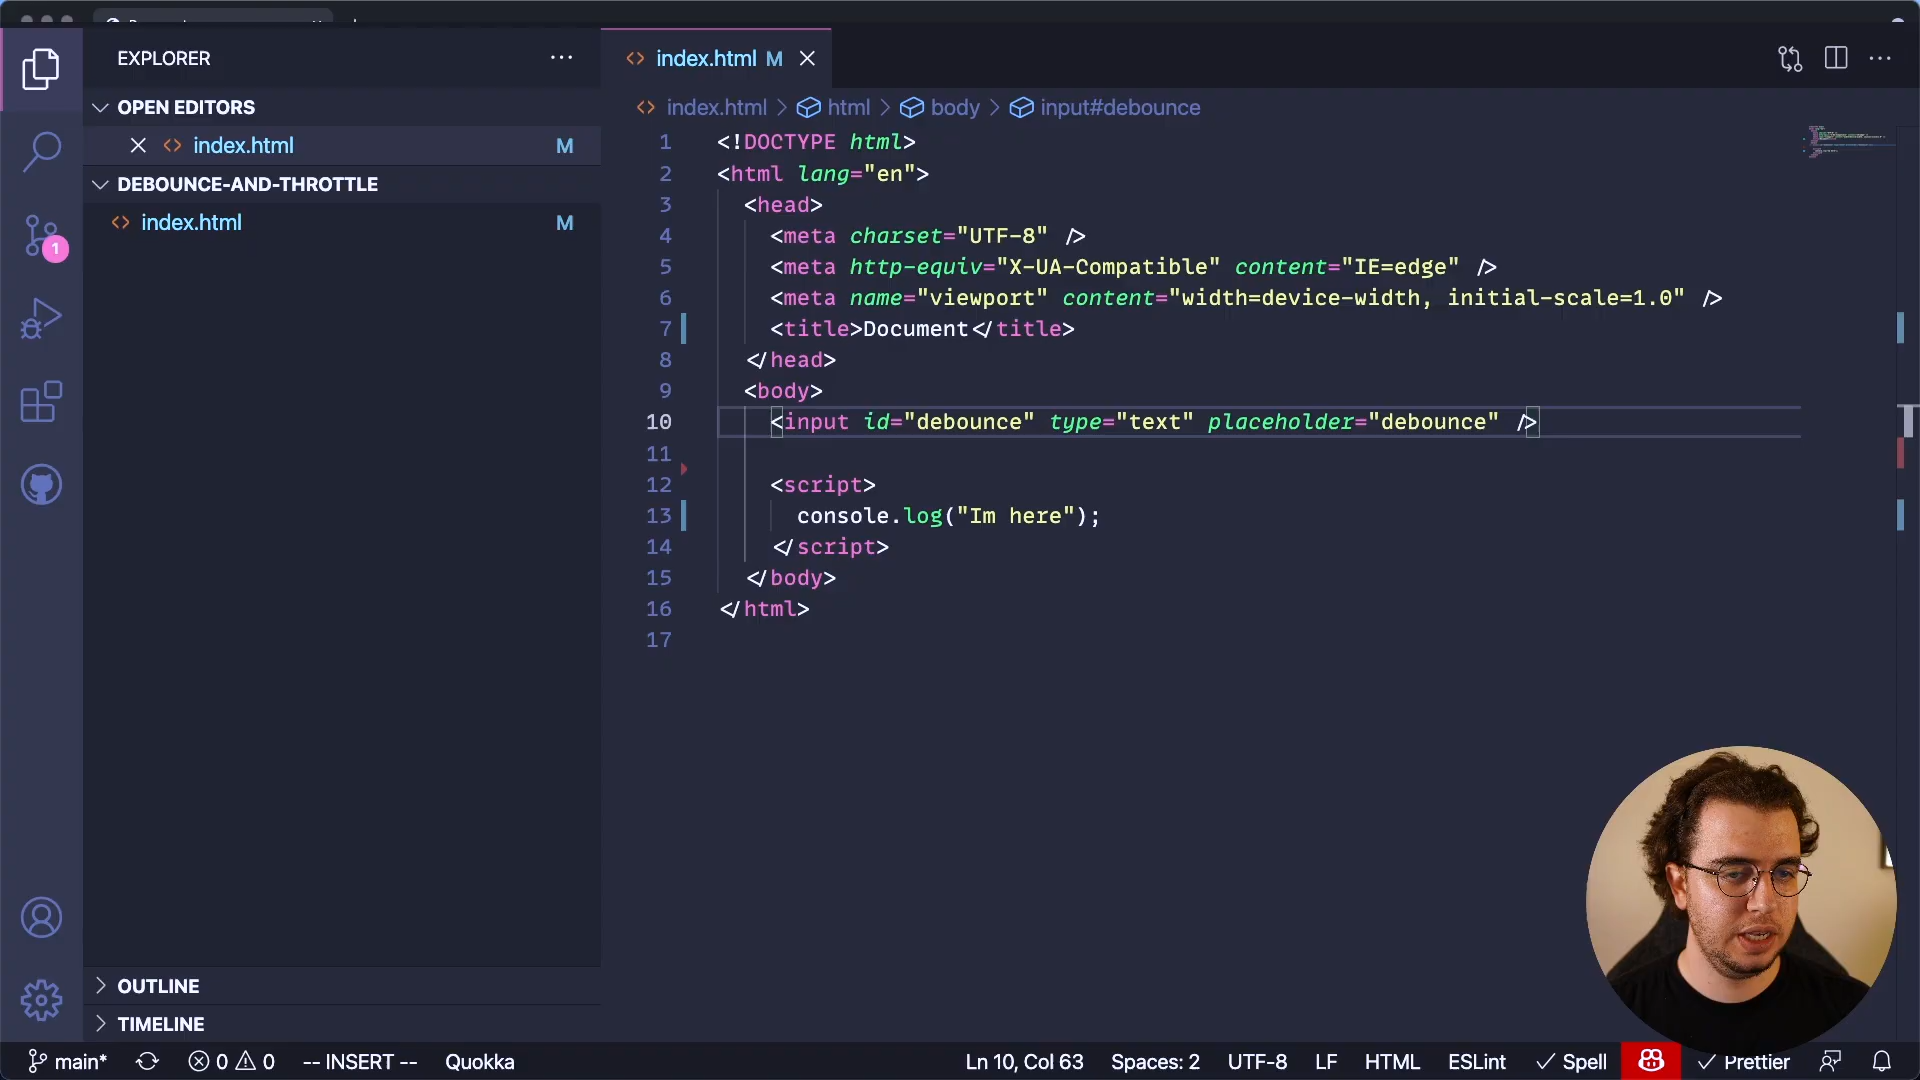 EXPLORER
OPEN EDITORS
index.html M
DEBOUNCE-AND-THROTTLE
index.html M
OUTLINE
TIMELINE
1
index.html M
index.html > html > body > input#debounce
1 <!DOCTYPE html>
2 <html lang="en">
3 <head>
4 <meta charset="UTF-8" />
5 <meta http-equiv="X-UA-Compatible" content="IE=edge" />
6 <meta name="viewport" content="width=device-width, initial-scale=1.0" />
7 <title>Document</title>
8 </head>
9 <body>
10 <input id="debounce" type="text" placeholder="debounce" />
11
12 <script>
13 console.log("Im here");
14 </script>
15 </body>
16 </html>
17
main* 0 0 -- INSERT -- Quokka Ln 10, Col 63 Spaces: 2 UTF-8 LF HTML ESLint Spell Prettier